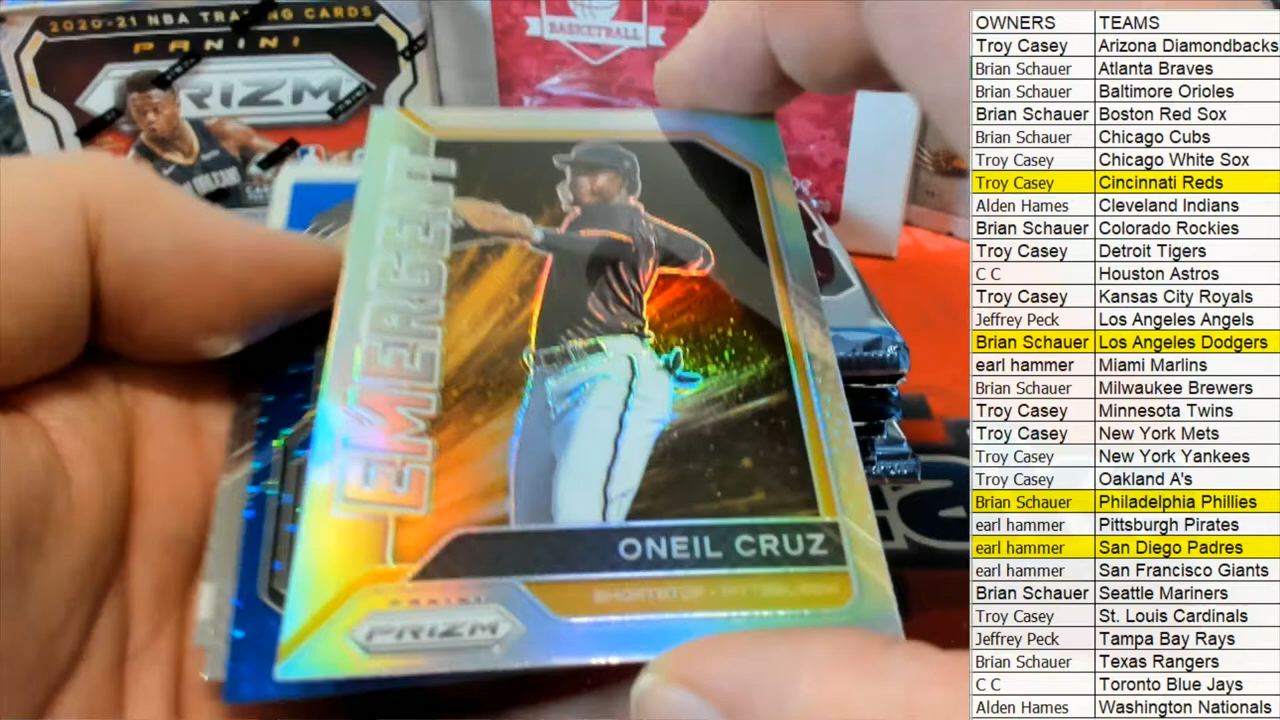 2020-21 NBA TRADING CARDS
PANINI
PRIZM
BASKETBALL
EMERGENT
ONEIL CRUZ
SHORTSTOP • PITTSBURGH
PANINI
PRIZM
OWNERS TEAMS
Troy Casey Arizona Diamondbacks
Brian Schauer Atlanta Braves
Brian Schauer Baltimore Orioles
Brian Schauer Boston Red Sox
Brian Schauer Chicago Cubs
Troy Casey Chicago White Sox
Troy Casey Cincinnati Reds
Alden Hames Cleveland Indians
Brian Schauer Colorado Rockies
Troy Casey Detroit Tigers
C C Houston Astros
Troy Casey Kansas City Royals
Jeffrey Peck Los Angeles Angels
Brian Schauer Los Angeles Dodgers
earl hammer Miami Marlins
Brian Schauer Milwaukee Brewers
Troy Casey Minnesota Twins
Troy Casey New York Mets
Troy Casey New York Yankees
Troy Casey Oakland A's
Brian Schauer Philadelphia Phillies
earl hammer Pittsburgh Pirates
earl hammer San Diego Padres
earl hammer San Francisco Giants
Brian Schauer Seattle Mariners
Troy Casey St. Louis Cardinals
Jeffrey Peck Tampa Bay Rays
Brian Schauer Texas Rangers
C C Toronto Blue Jays
Alden Hames Washington Nationals